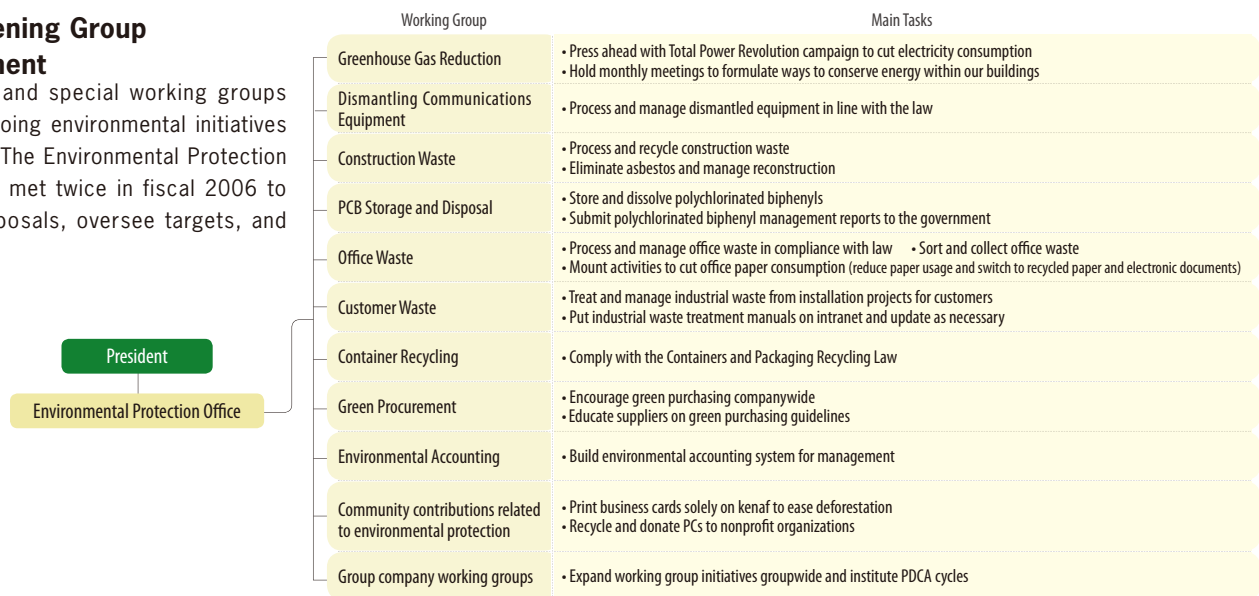 ening Group
ment
and special working groups
oing environmental initiatives
The Environmental Protection
met twice in fiscal 2006 to
posals, oversee targets, and
President
Environmental Protection Office
Working Group Main Tasks
Greenhouse Gas Reduction
• Press ahead with Total Power Revolution campaign to cut electricity consumption
• Hold monthly meetings to formulate ways to conserve energy within our buildings
Dismantling Communications
Equipment
• Process and manage dismantled equipment in line with the law
Construction Waste
• Process and recycle construction waste
• Eliminate asbestos and manage reconstruction
PCB Storage and Disposal
• Store and dissolve polychlorinated biphenyls
• Submit polychlorinated biphenyl management reports to the government
Office Waste
• Process and manage office waste in compliance with law • Sort and collect office waste
• Mount activities to cut office paper consumption (reduce paper usage and switch to recycled paper and electronic documents)
Customer Waste
• Treat and manage industrial waste from installation projects for customers
• Put industrial waste treatment manuals on intranet and update as necessary
Container Recycling
• Comply with the Containers and Packaging Recycling Law
Green Procurement
• Encourage green purchasing companywide
• Educate suppliers on green purchasing guidelines
Environmental Accounting
• Build environmental accounting system for management
Community contributions related
to environmental protection
• Print business cards solely on kenaf to ease deforestation
• Recycle and donate PCs to nonprofit organizations
Group company working groups
• Expand working group initiatives groupwide and institute PDCA cycles